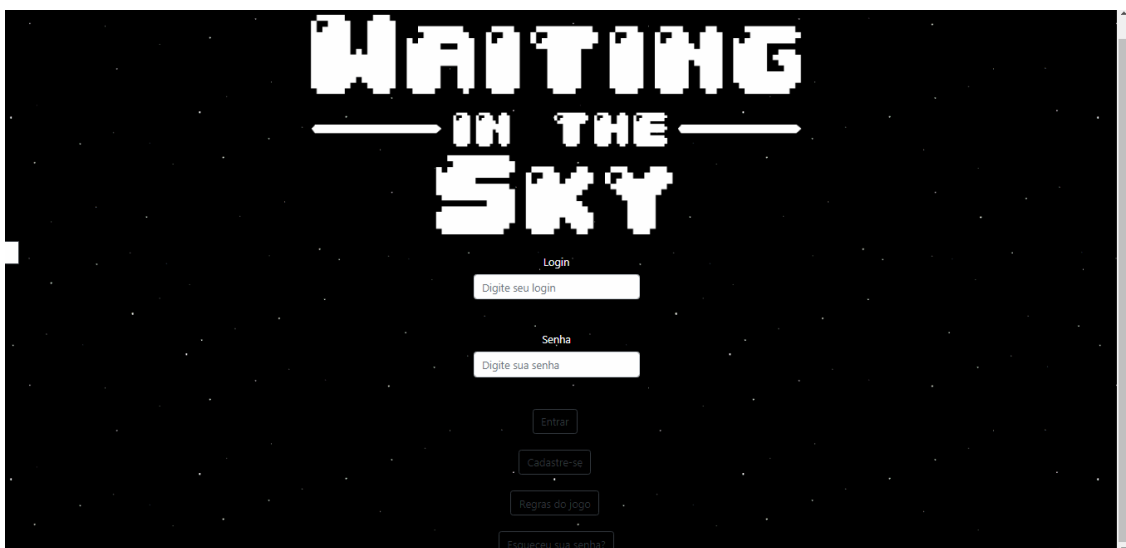 WAITING
IN THE
SKY
Login
Digite seu login
Senha
Digite sua senha
Entrar
Cadastre-se
Regras do jogo
Esqueceu sua senha?